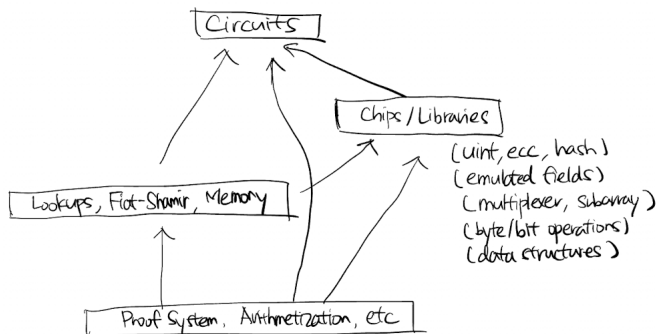 Circuits
Chips/Libraries
(uint, ecc, hash)
(emulated fields)
(multiplexer, subarray)
(byte/bit operations)
(data structures)
Lookups, Fiat-Shamir, Memory
Proof System, Arithmetization, etc